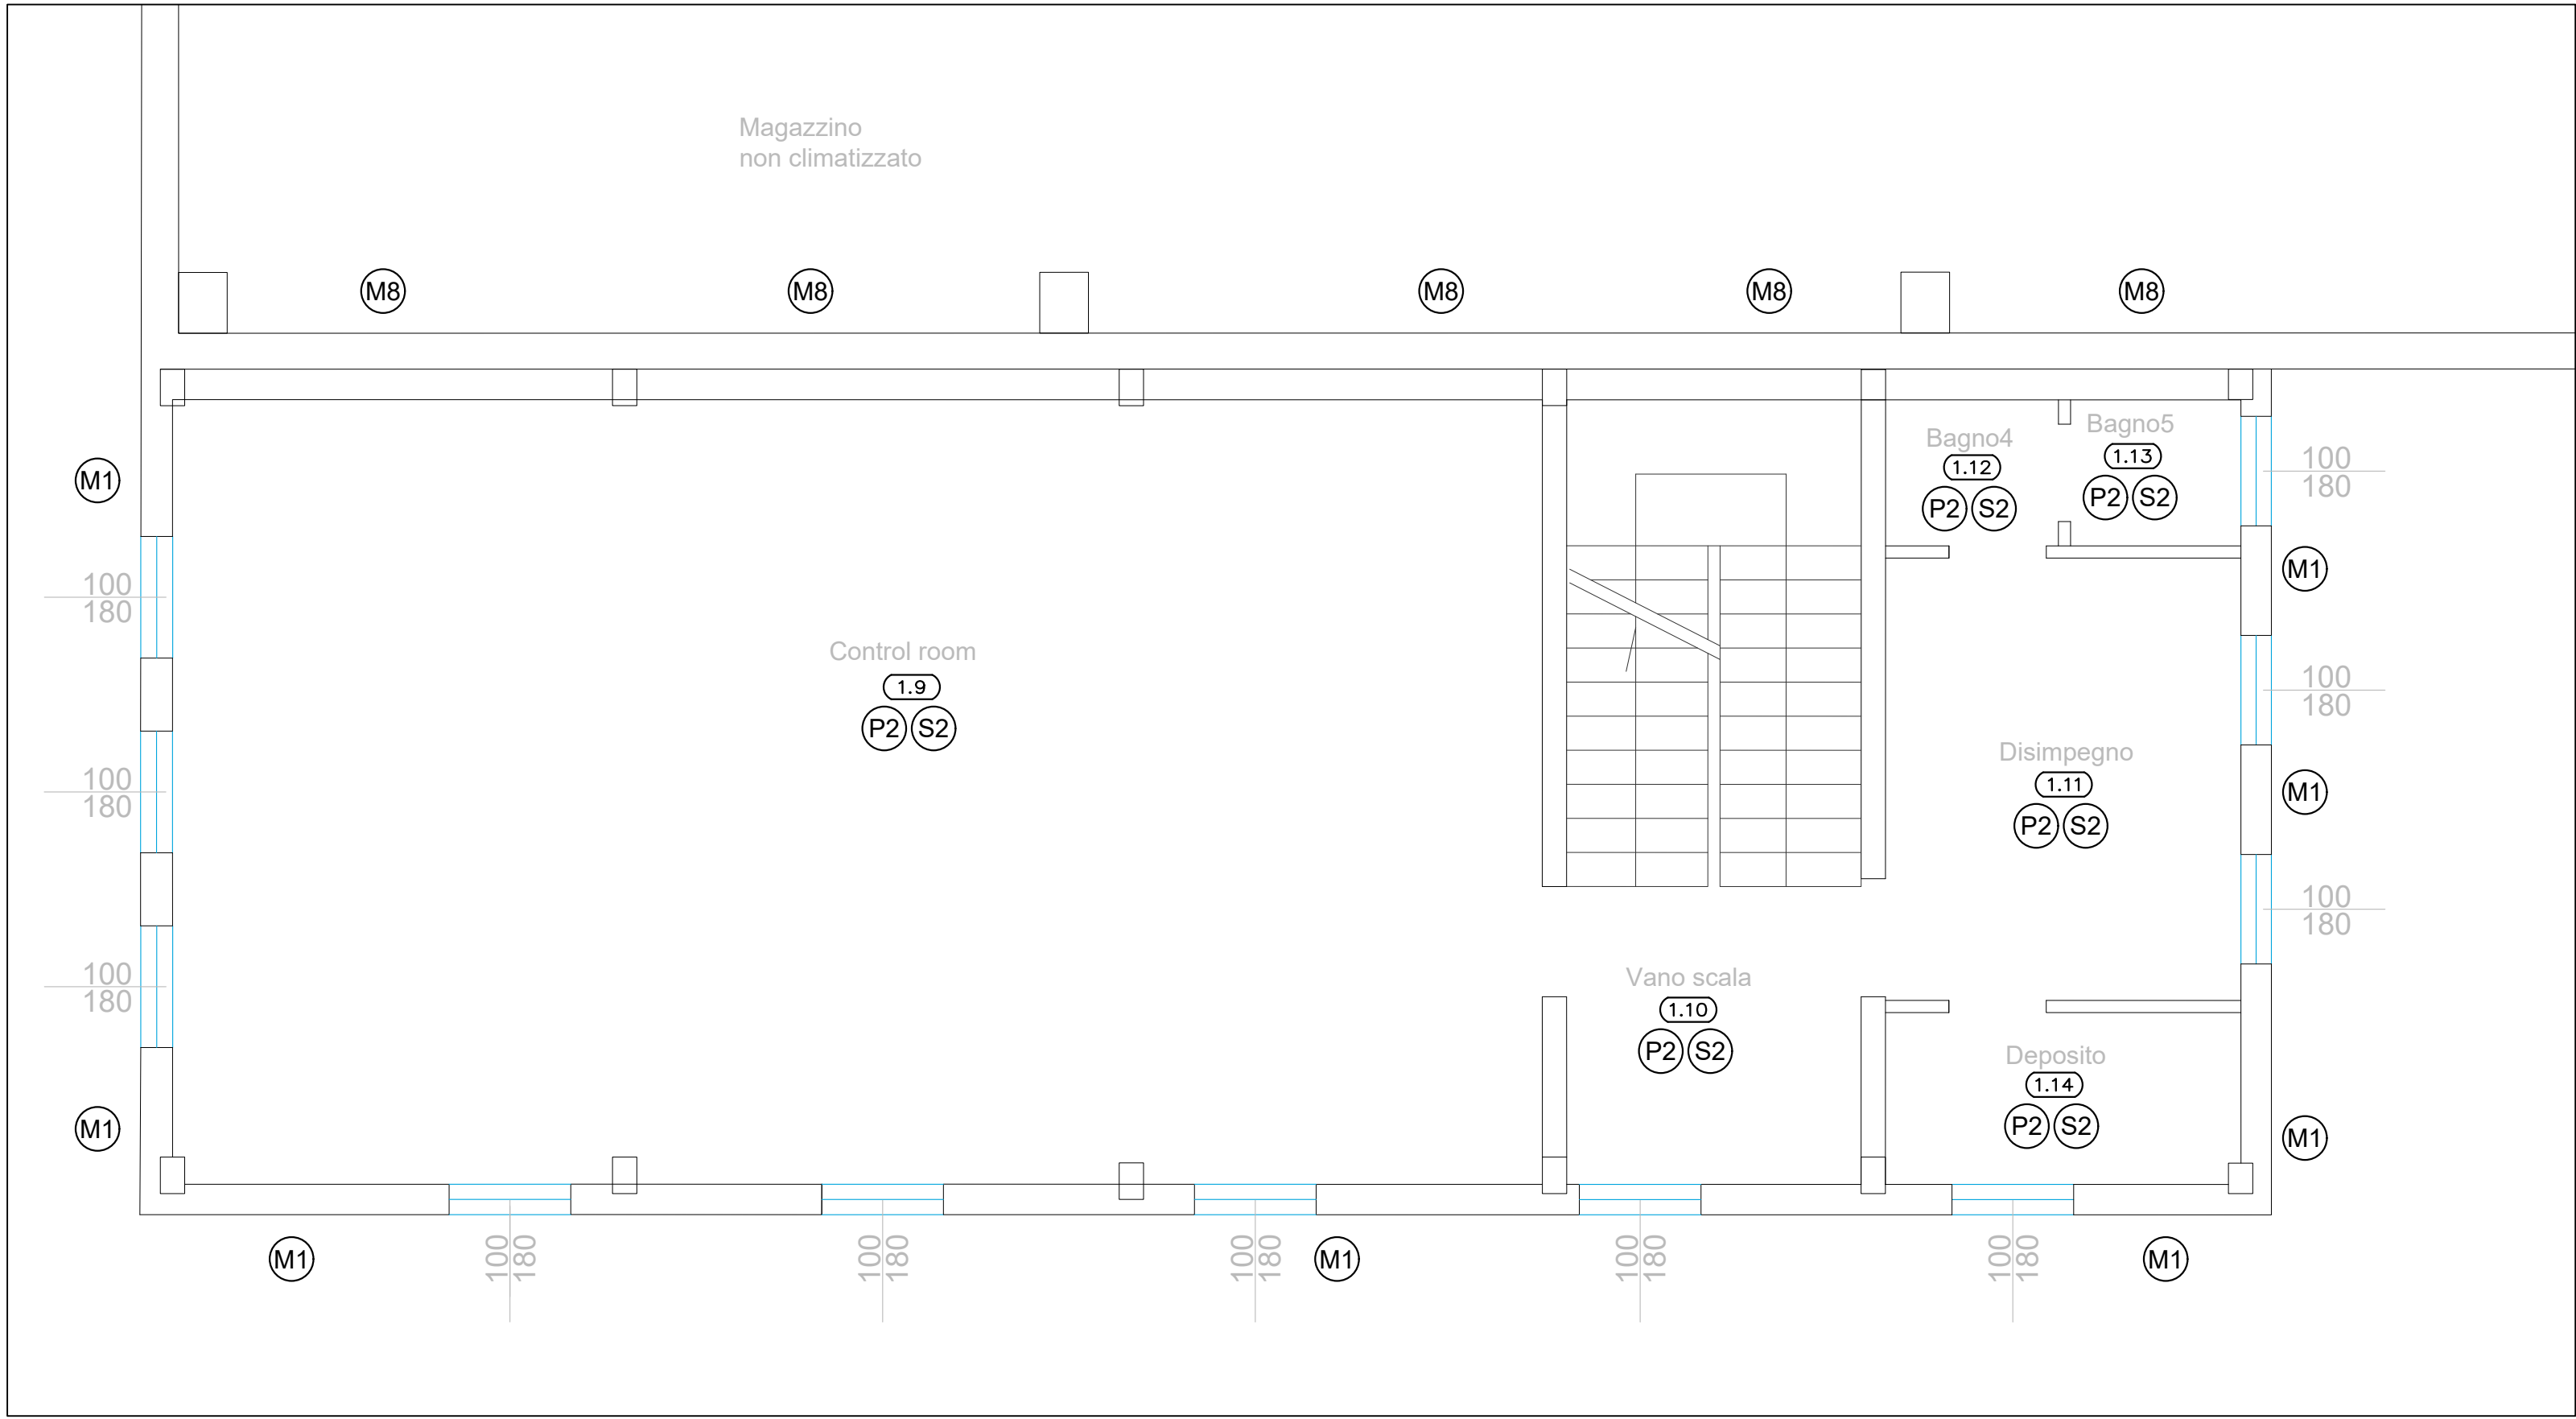 Magazzino
non climatizzato
M8 M8 M8 M8 M8
Bagno4
1.12
P2 S2
Bagno5
1.13
P2 S2
M1
100
180
100
180
100
180
M1
Control room
1.9
P2 S2
Vano scala
1.10
P2 S2
Disimpegno
1.11
P2 S2
Deposito
1.14
P2 S2
100
180
M1
100
180
M1
100
180
M1
M1
100
180
100
180
100
180
M1
100
180
100
180
M1